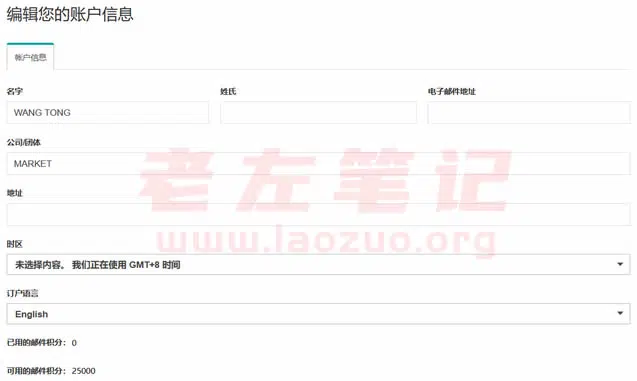 编辑您的账户信息
帐户信息
名字 姓氏 电子邮件地址
WANG TONG
公司/团体
MARKET
老左笔记
地址
www.laozuo.org
时区
未选择内容。 我们正在使用 GMT+8 时间
订户语言
English
已用的邮件积分： 0
可用的邮件积分： 25000